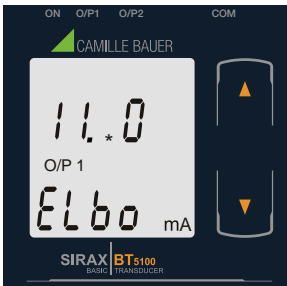 ON O/P1 O/P2 COM
CAMILLE BAUER
11.*0
O/P 1
ELbo mA
SIRAX BT5100
BASIC TRANSDUCER